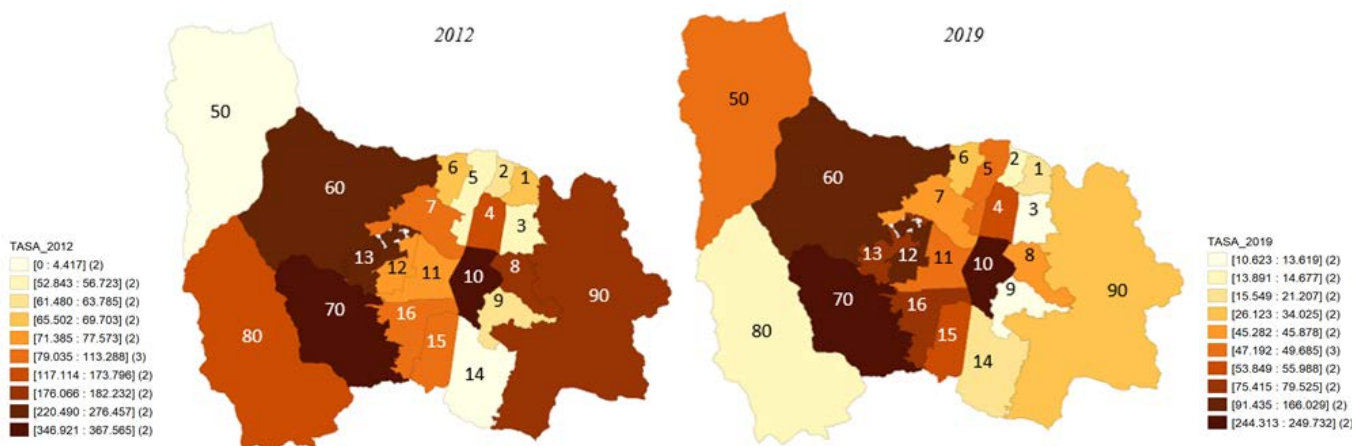 2012
2019
50
60
6
5
2
1
7
4
3
13
12
11
10
8
9
90
70
16
15
80
14
TASA_2012
[0 : 4.417] (2)
[52.843 : 56.723] (2)
[61.480 : 63.785] (2)
[65.502 : 69.703] (2)
[71.385 : 77.573] (2)
[79.035 : 113.288] (3)
[117.114 : 173.796] (2)
[176.066 : 182.232] (2)
[220.490 : 276.457] (2)
[346.921 : 367.565] (2)
50
60
6
5
2
1
7
4
3
13
12
11
10
8
9
90
70
16
15
80
14
TASA_2019
[10.623 : 13.619] (2)
[13.891 : 14.677] (2)
[15.549 : 21.207] (2)
[26.123 : 34.025] (2)
[45.282 : 45.878] (2)
[47.192 : 49.685] (3)
[53.849 : 55.988] (2)
[75.415 : 79.525] (2)
[91.435 : 166.029] (2)
[244.313 : 249.732] (2)